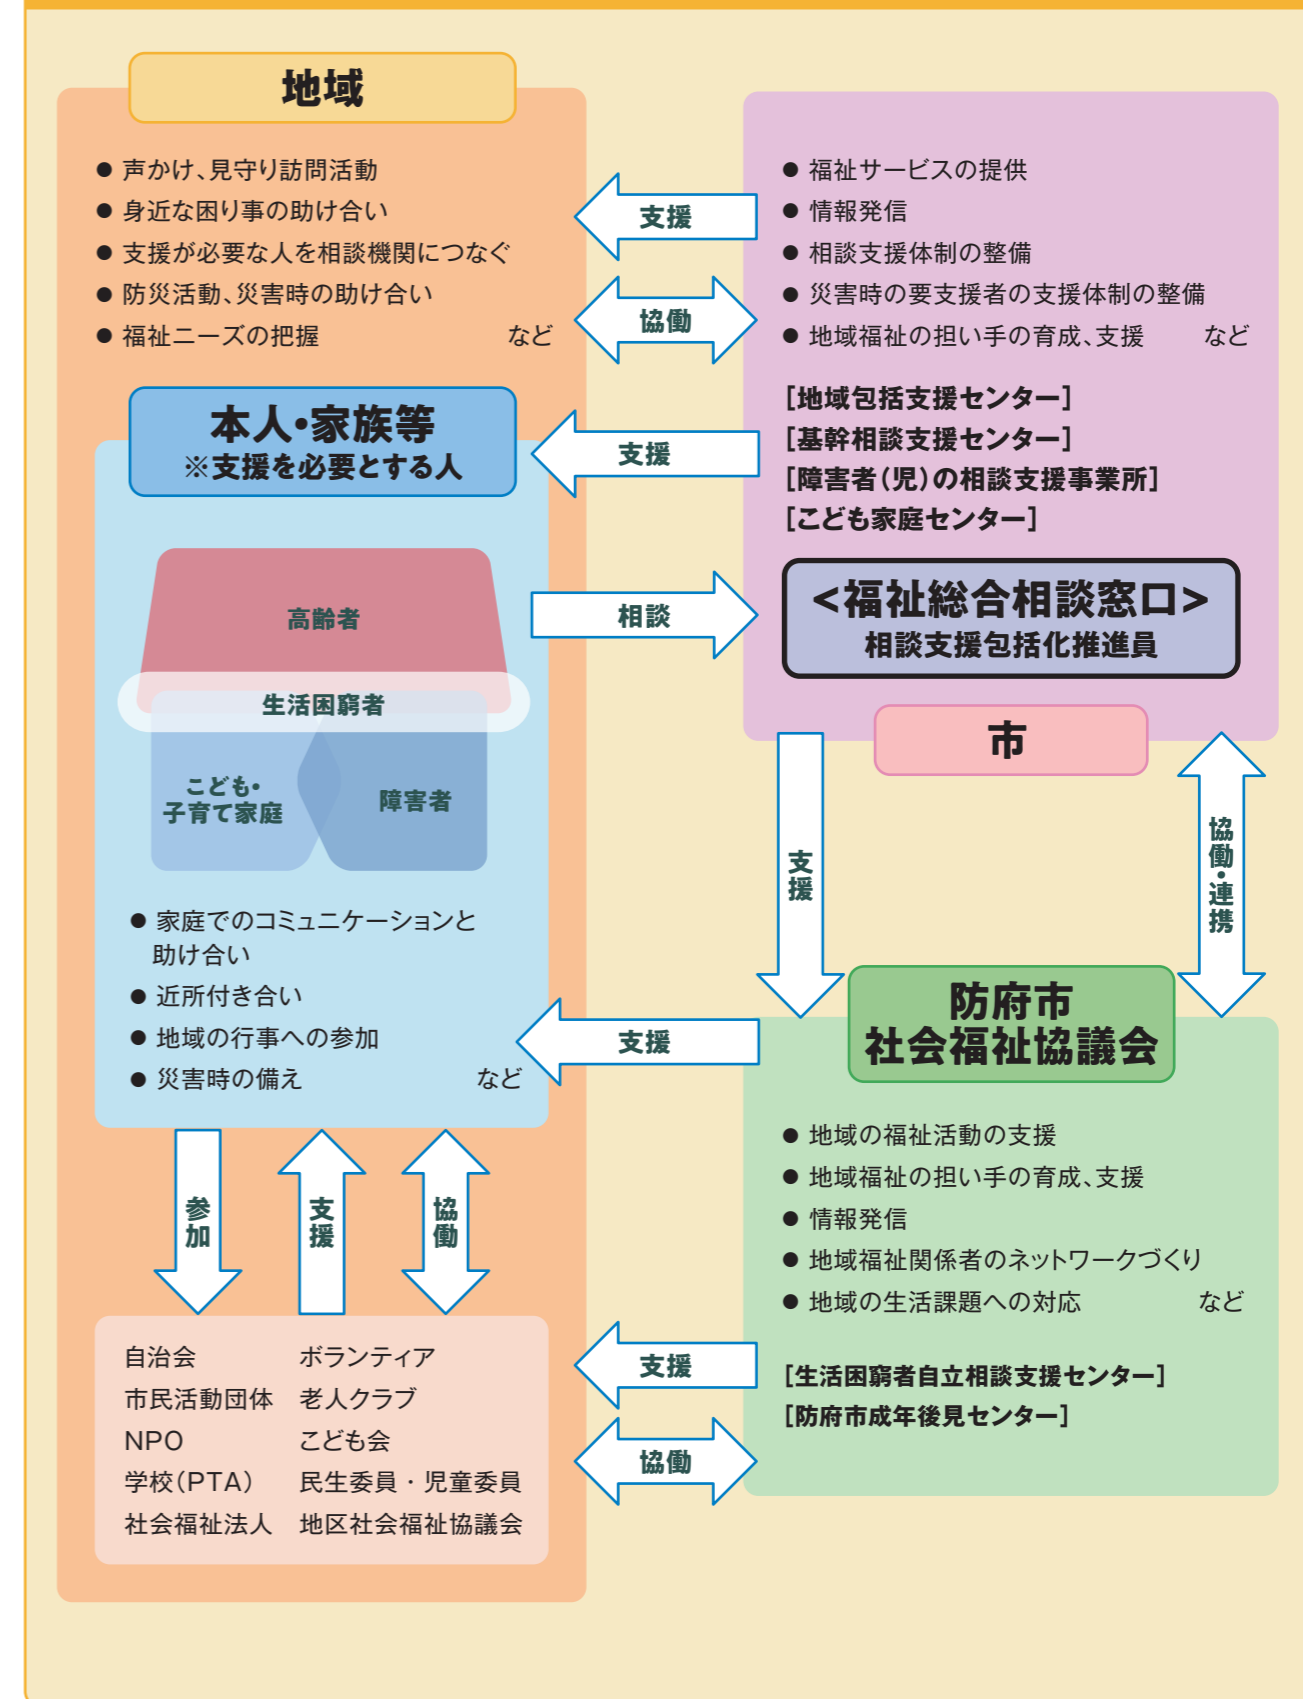 地域
● 声かけ、見守り訪問活動
● 身近な困り事の助け合い
● 支援が必要な人を相談機関につなぐ
● 防災活動、災害時の助け合い
● 福祉ニーズの把握 など
本人・家族等
※支援を必要とする人
高齢者
生活困窮者
こども・
子育て家庭
障害者
● 家庭でのコミュニケーションと
助け合い
● 近所付き合い
● 地域の行事への参加
● 災害時の備え など
参加
支援
協働
自治会 ボランティア
市民活動団体 老人クラブ
NPO こども会
学校(PTA) 民生委員・児童委員
社会福祉法人 地区社会福祉協議会
支援
協働
支援
相談
支援
支援
協働
● 福祉サービスの提供
● 情報発信
● 相談支援体制の整備
● 災害時の要支援者の支援体制の整備
● 地域福祉の担い手の育成、支援 など
[地域包括支援センター]
[基幹相談支援センター]
[障害者(児)の相談支援事業所]
[こども家庭センター]
<福祉総合相談窓口>
相談支援包括化推進員
市
支援
協働・連携
防府市
社会福祉協議会
● 地域の福祉活動の支援
● 地域福祉の担い手の育成、支援
● 情報発信
● 地域福祉関係者のネットワークづくり
● 地域の生活課題への対応 など
[生活困窮者自立相談支援センター]
[防府市成年後見センター]